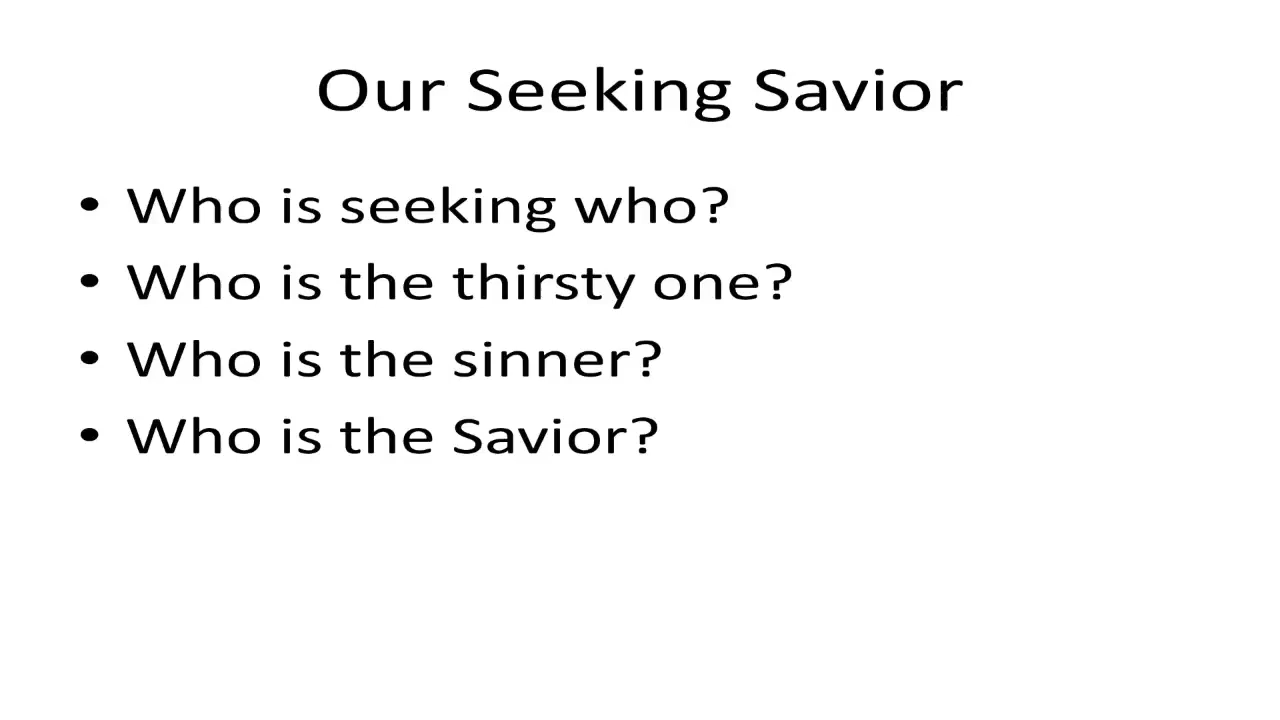 Our Seeking Savior
• Who is seeking who?
• Who is the thirsty one?
• Who is the sinner?
• Who is the Savior?